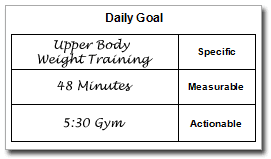 Daily Goal
Upper Body
Weight Training
Specific
48 Minutes
Measurable
5:30 Gym
Actionable